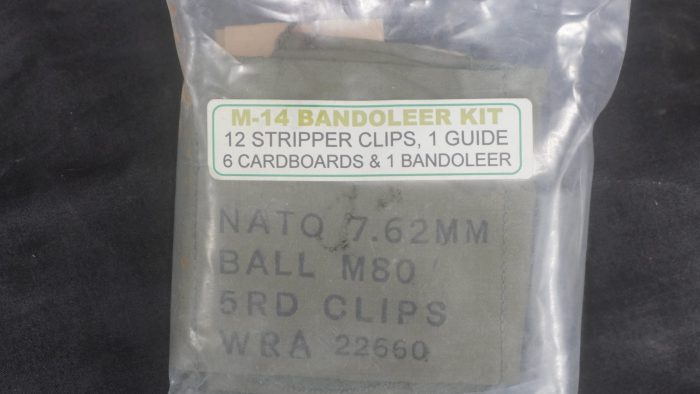 M-14 BANDOLEER KIT
12 STRIPPER CLIPS, 1 GUIDE
6 CARDBOARDS & 1 BANDOLEER
NATO 7.62MM
BALL M80
5RD CLIPS
WRA 22660